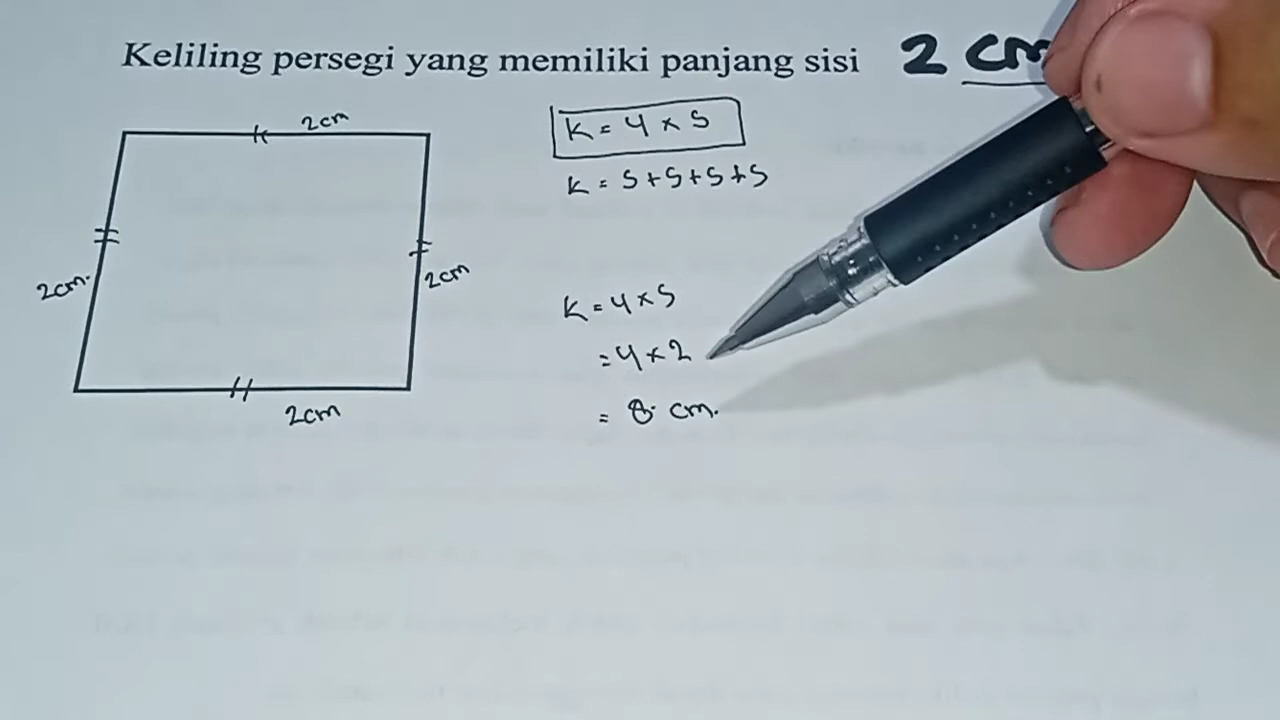 Keliling persegi yang memiliki panjang sisi 2 cm
2cm
2cm.
2cm
2cm
K = 4 × s
K = s+s+s+s
K = 4 × s
= 4 × 2
= 8 cm.